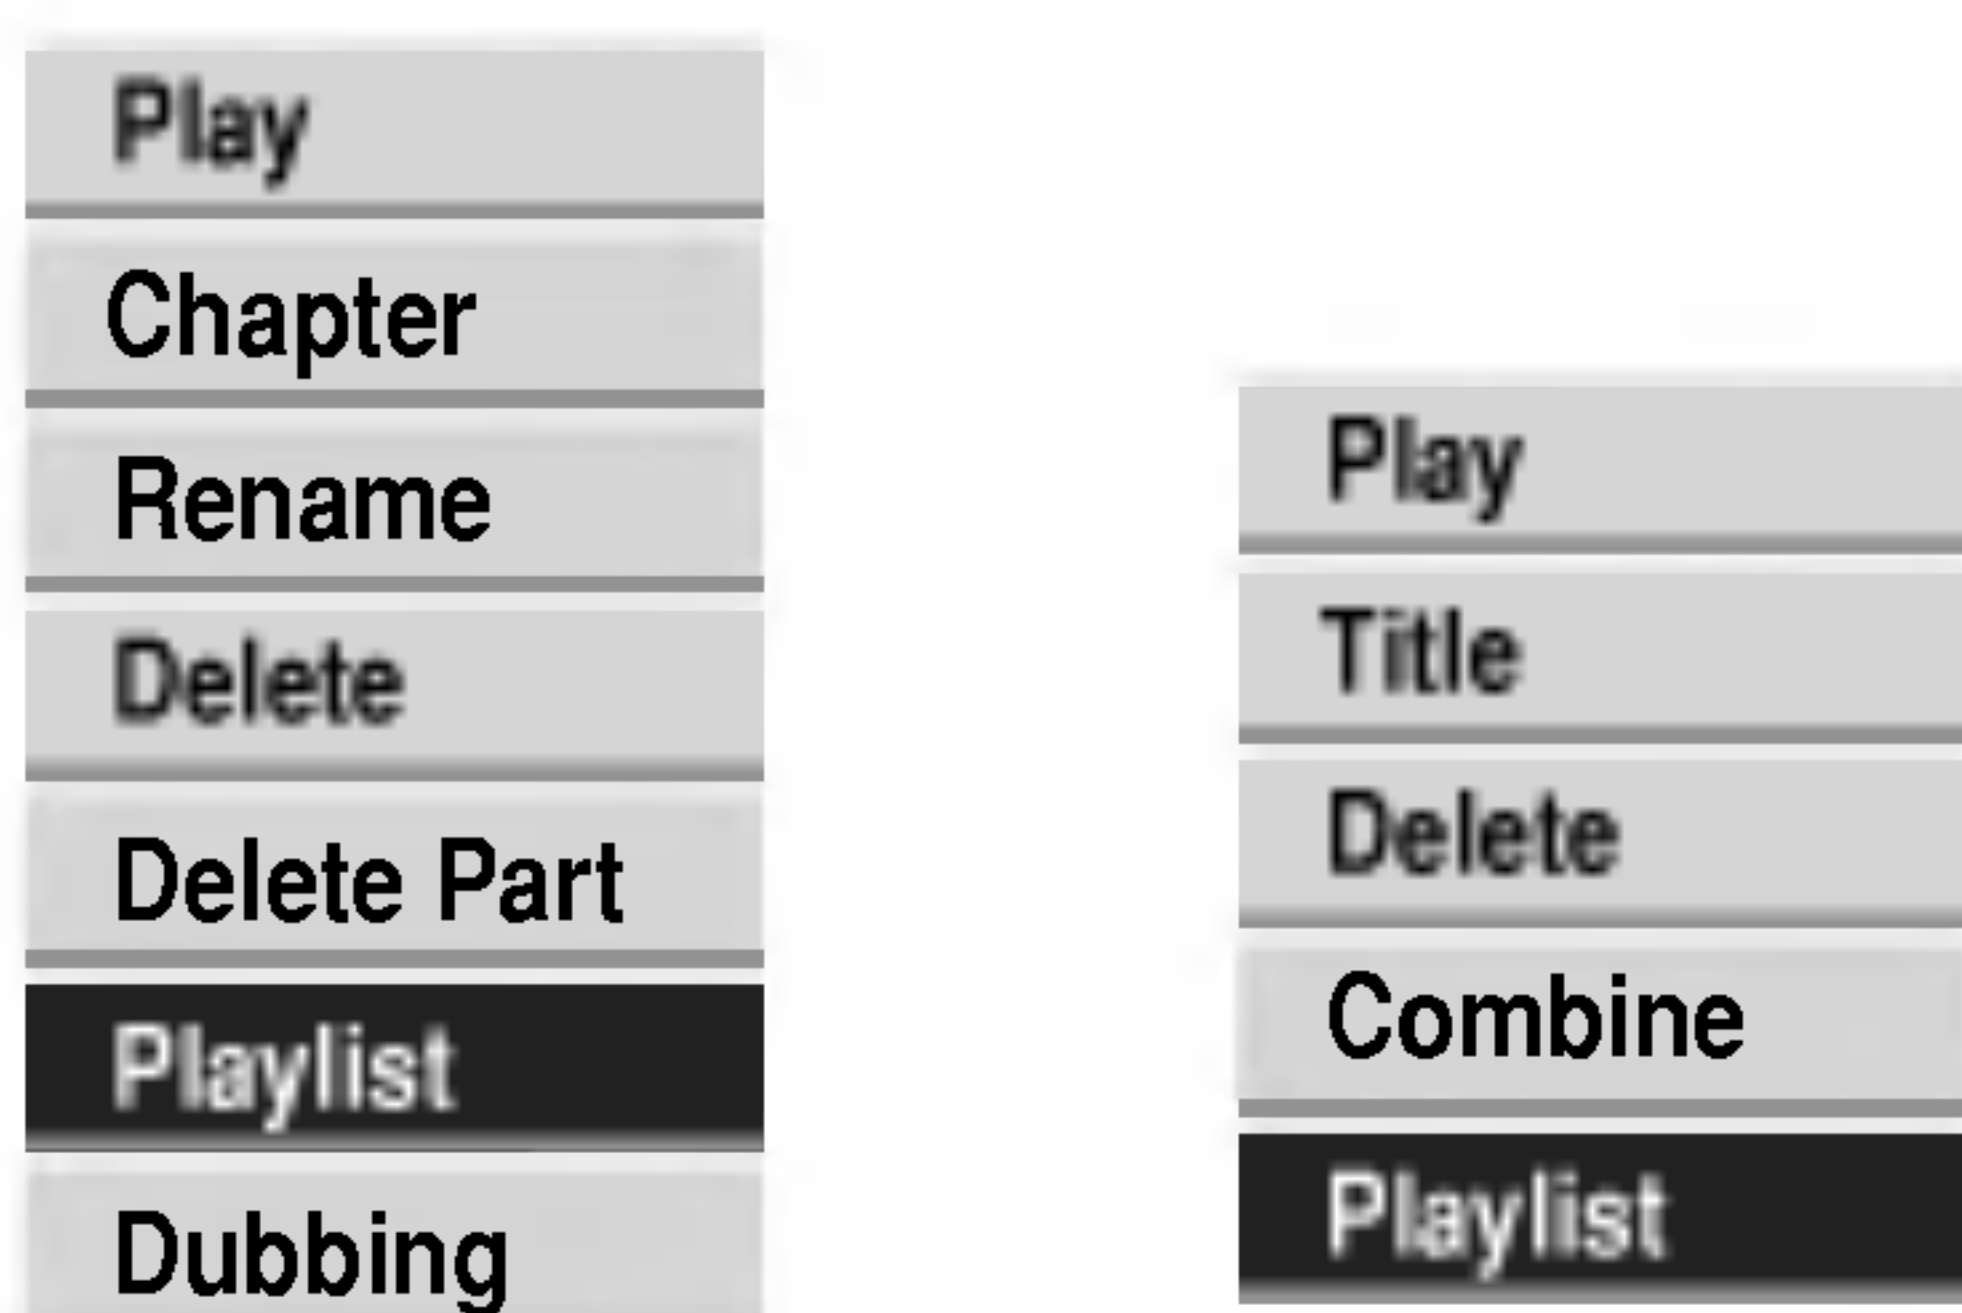 Play
Chapter
Rename
Delete
Delete Part
Playlist
Dubbing
Play
Title
Delete
Combine
Playlist